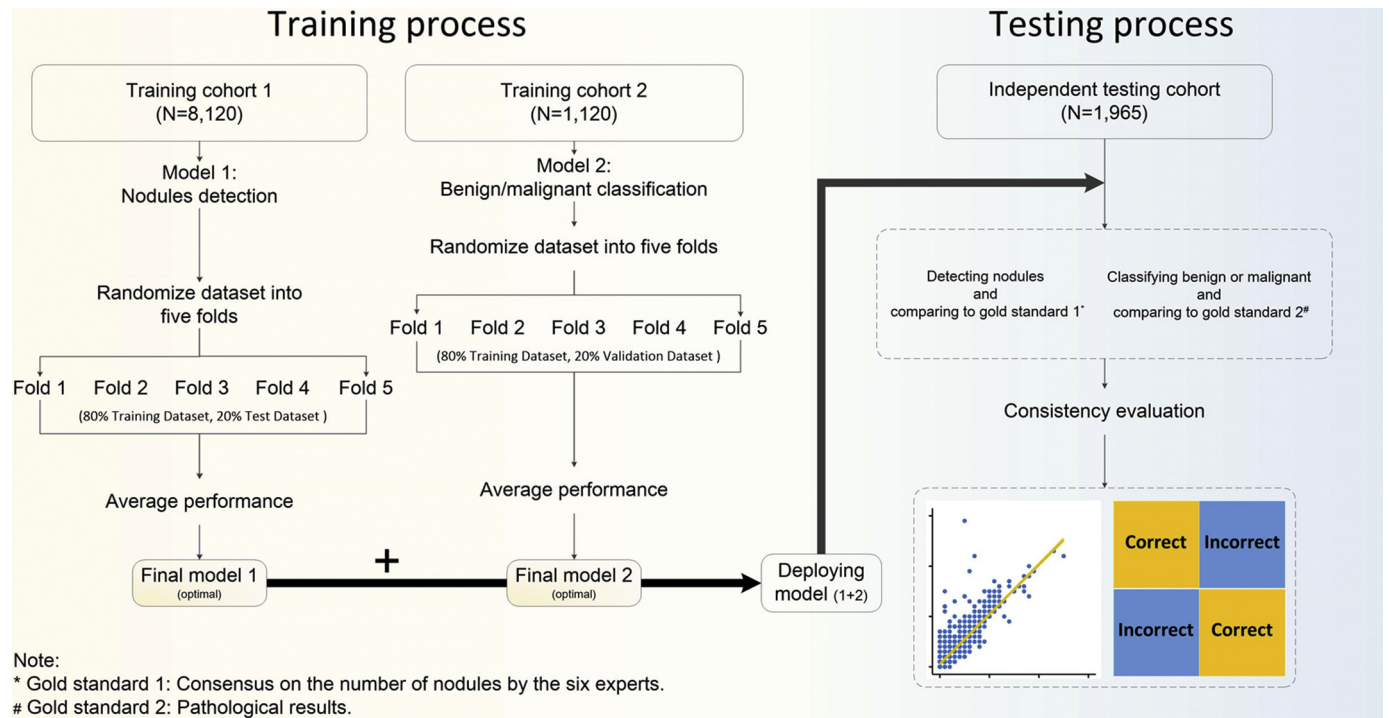 Training process
Training cohort 1
(N=8,120)
Model 1:
Nodules detection
Randomize dataset into
five folds
Fold 1 Fold 2 Fold 3 Fold 4 Fold 5
(80% Training Dataset, 20% Test Dataset )
Average performance
Final model 1
(optimal)
+
Training cohort 2
(N=1,120)
Model 2:
Benign/malignant classification
Randomize dataset into five folds
Fold 1 Fold 2 Fold 3 Fold 4 Fold 5
(80% Training Dataset, 20% Validation Dataset )
Average performance
Final model 2
(optimal)
Deploying
model (1+2)
Testing process
Independent testing cohort
(N=1,965)
Detecting nodules
and
comparing to gold standard 1*
Classifying benign or malignant
and
comparing to gold standard 2#
Consistency evaluation
Correct Incorrect
Incorrect Correct
Note:
* Gold standard 1: Consensus on the number of nodules by the six experts.
# Gold standard 2: Pathological results.